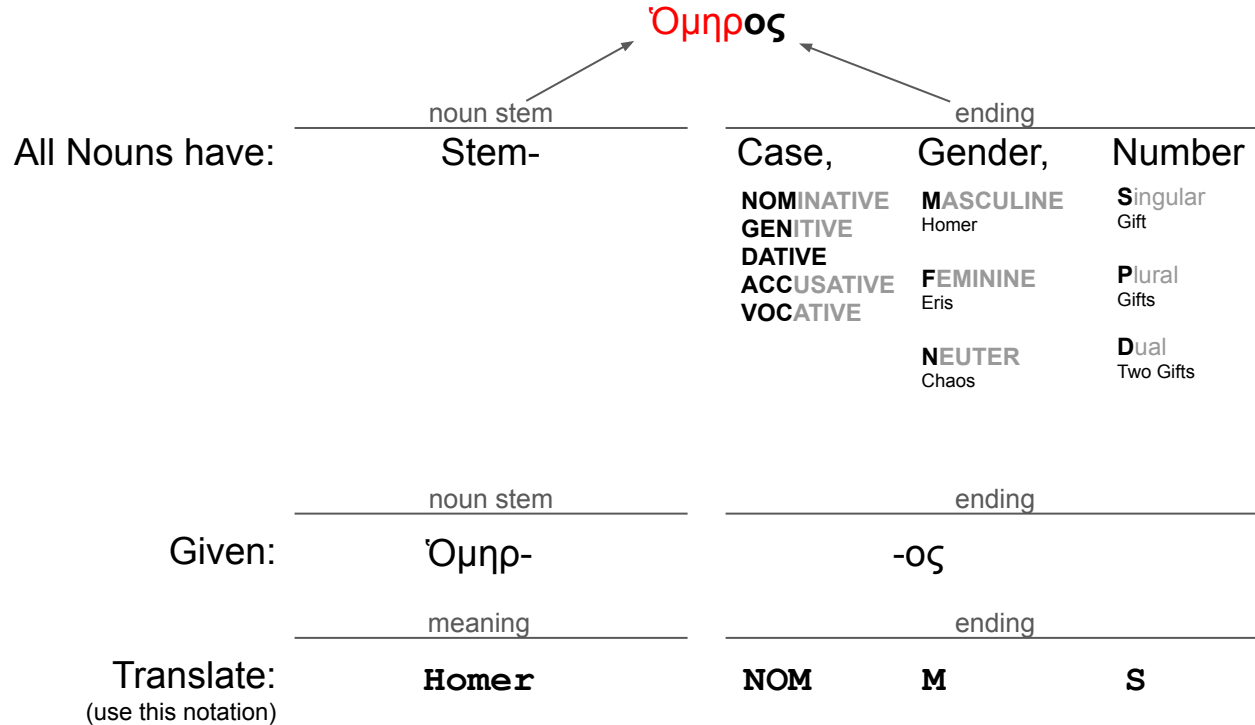 Ὅμηρος
noun stem ending
All Nouns have: Stem- Case, Gender, Number
NOMINATIVE MASCULINE Singular
GENITIVE Homer Gift
DATIVE
ACCUSATIVE FEMININE Plural
VOCATIVE Eris Gifts
NEUTER Dual
Chaos Two Gifts
noun stem ending
Given: Ὅμηρ- -ος
meaning ending
Translate: Homer NOM M S
(use this notation)